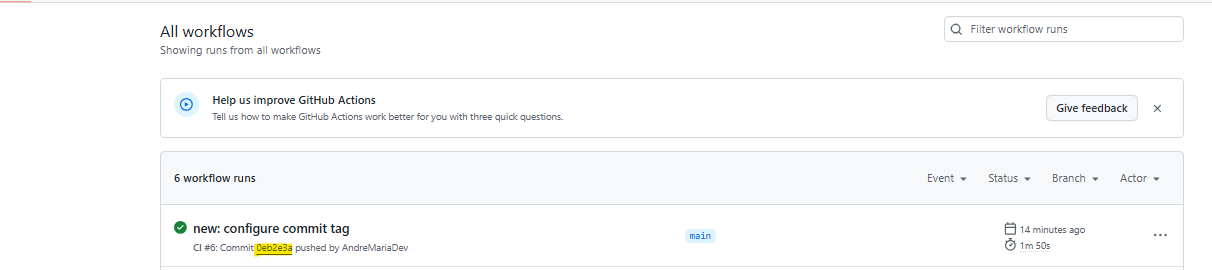 All workflows
Showing runs from all workflows
Filter workflow runs
Help us improve GitHub Actions
Tell us how to make GitHub Actions work better for you with three quick questions.
Give feedback
6 workflow runs
Event
Status
Branch
Actor
new: configure commit tag
CI #6: Commit 0eb2e3a pushed by AndreMariaDev
main
14 minutes ago
1m 50s